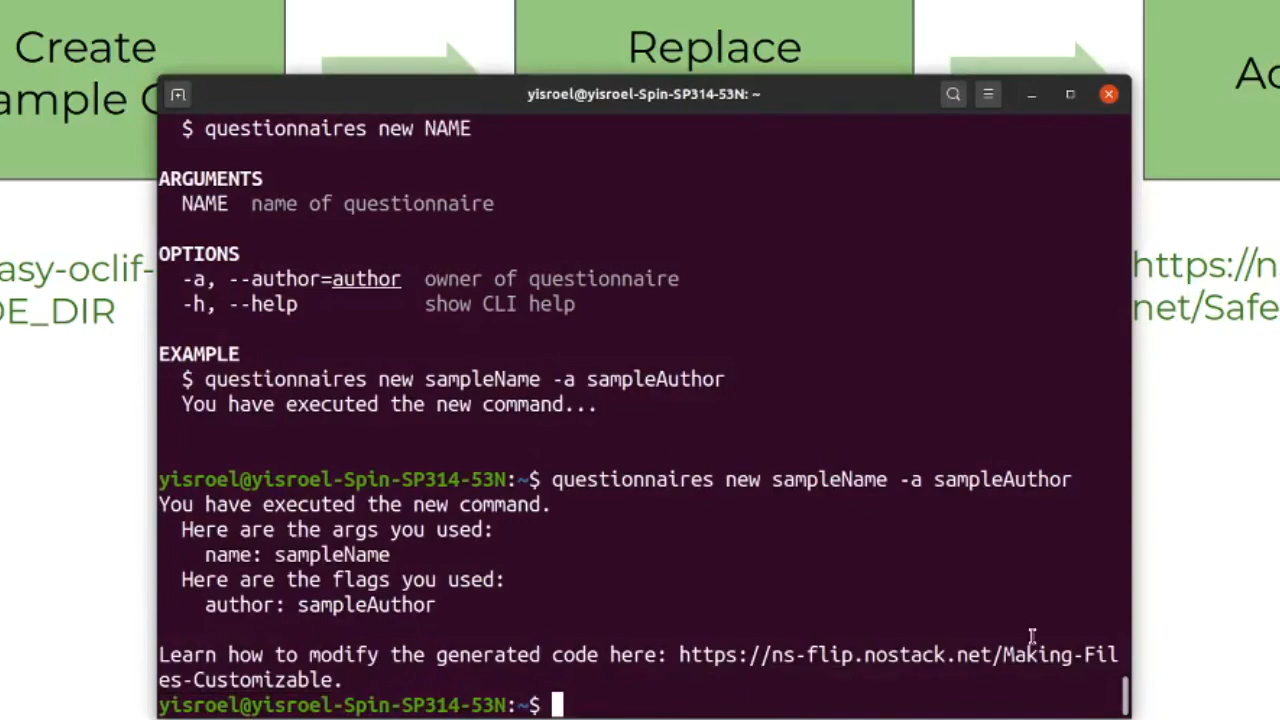 Create
ample C
Replace
Ac
yisroel@yisroel-Spin-SP314-53N: ~
$ questionnaires new NAME
ARGUMENTS
NAME name of questionnaire
OPTIONS
-a, --author=author owner of questionnaire
-h, --help show CLI help
EXAMPLE
$ questionnaires new sampleName -a sampleAuthor
You have executed the new command...
yisroel@yisroel-Spin-SP314-53N:~$ questionnaires new sampleName -a sampleAuthor
You have executed the new command.
Here are the args you used:
name: sampleName
Here are the flags you used:
author: sampleAuthor
Learn how to modify the generated code here: https://ns-flip.nostack.net/Making-Fil
es-Customizable.
yisroel@yisroel-Spin-SP314-53N:~$
asy-oclif-
DE_DIR
https://n
net/Safe